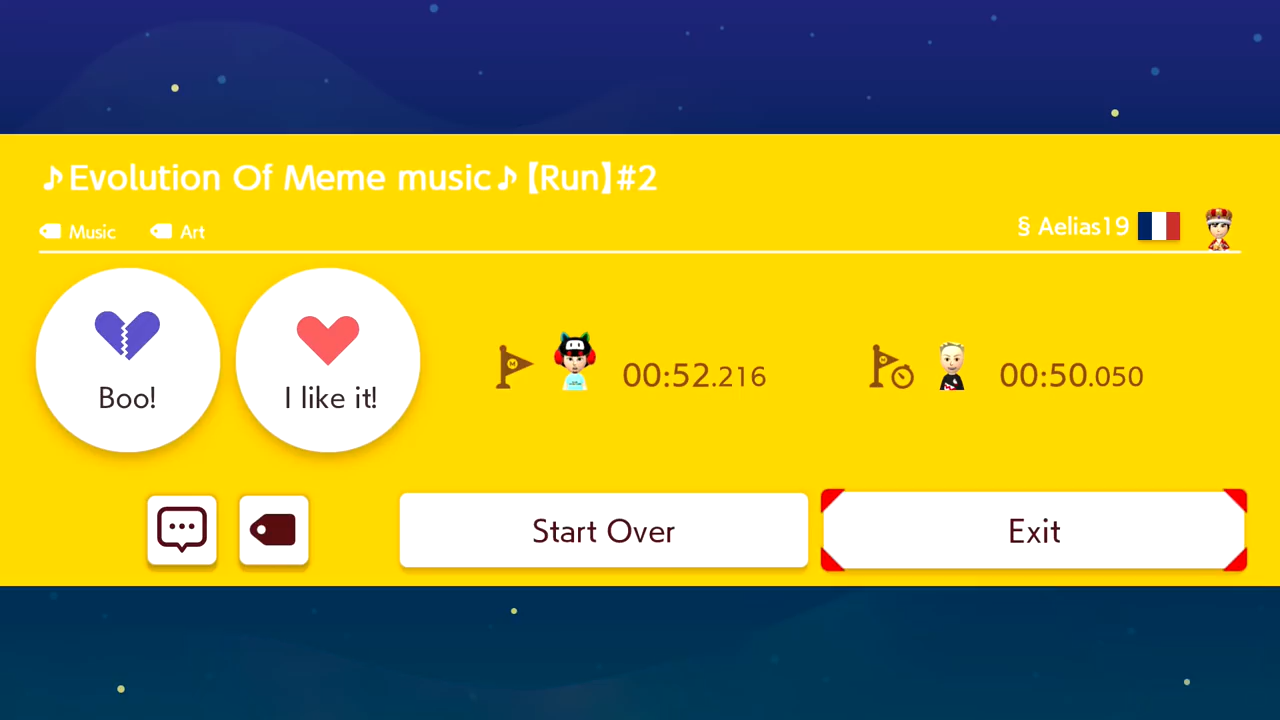 ♪Evolution Of Meme music♪【Run】#2
Music Art
§ Aelias19
Boo!
I like it!
M
00:52.216
M
00:50.050
Start Over
Exit